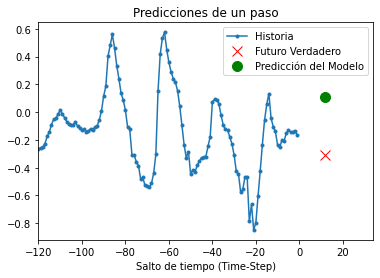 Predicciones de un paso
Historia
Futuro Verdadero
Predicción del Modelo
0.6
0.4
0.2
0.0
−0.2
−0.4
−0.6
−0.8
−120 −100 −80 −60 −40 −20 0 20
Salto de tiempo (Time-Step)